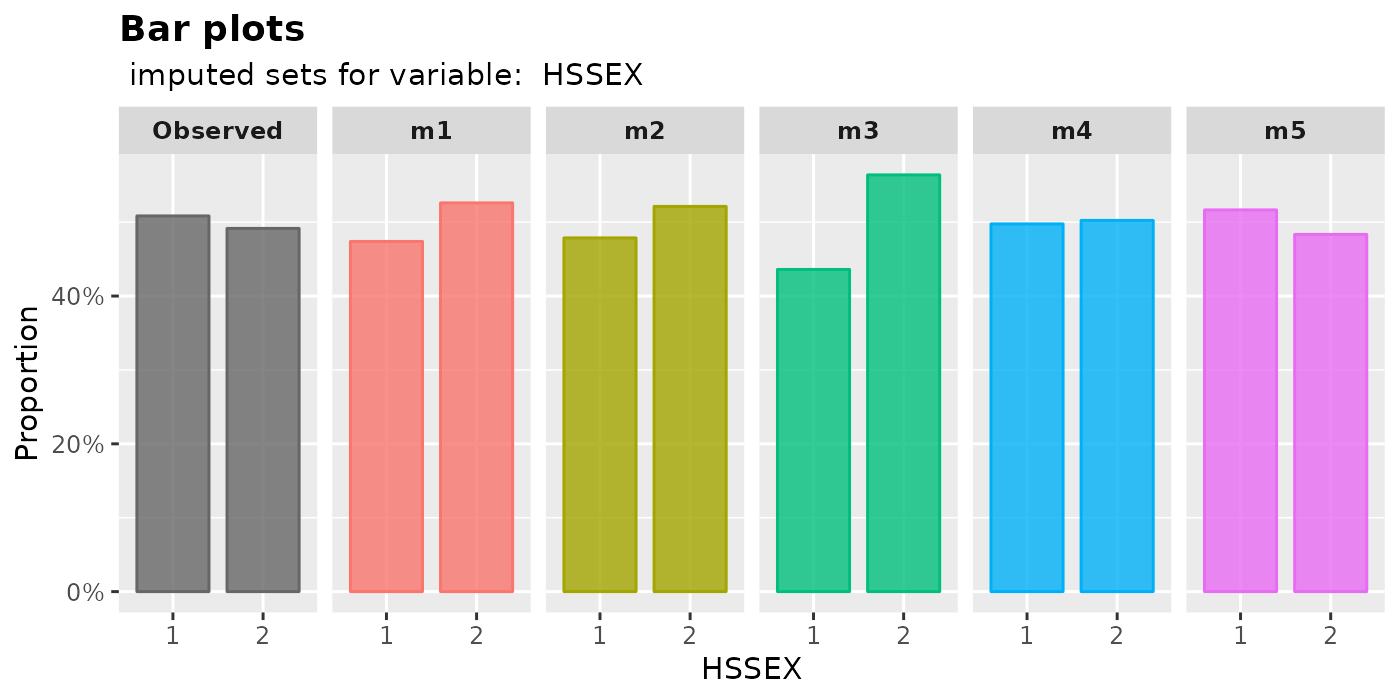 Bar plots
imputed sets for variable:  HSSEX
Observed m1 m2 m3 m4 m5
Proportion
40%
20%
0%
1 2 1 2 1 2 1 2 1 2 1 2
HSSEX